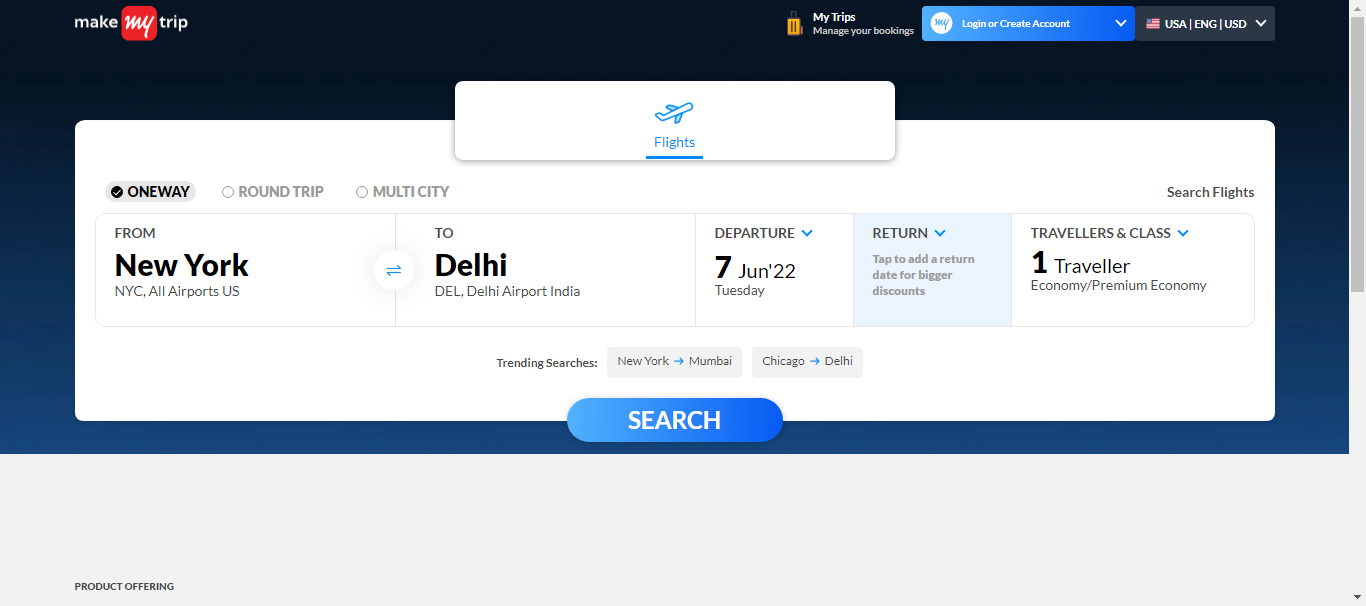 make my trip
My Trips
Manage your bookings
my
Login or Create Account
USA | ENG | USD
Flights
ONEWAY
ROUND TRIP
MULTI CITY
Search Flights
FROM
New York
NYC, All Airports US
TO
Delhi
DEL, Delhi Airport India
DEPARTURE
7 Jun'22
Tuesday
RETURN
Tap to add a return
date for bigger
discounts
TRAVELLERS & CLASS
1 Traveller
Economy/Premium Economy
Trending Searches:
New York → Mumbai
Chicago → Delhi
SEARCH
PRODUCT OFFERING